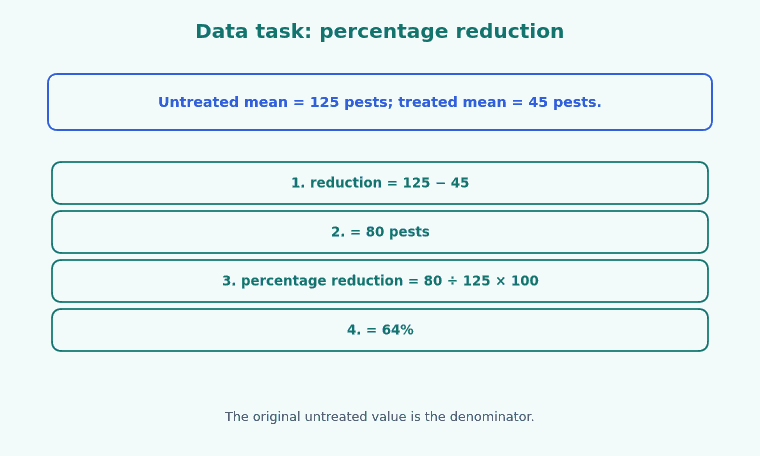 Data task: percentage reduction
Untreated mean = 125 pests; treated mean = 45 pests.
1. reduction = 125 − 45
2. = 80 pests
3. percentage reduction = 80 ÷ 125 × 100
4. = 64%
The original untreated value is the denominator.